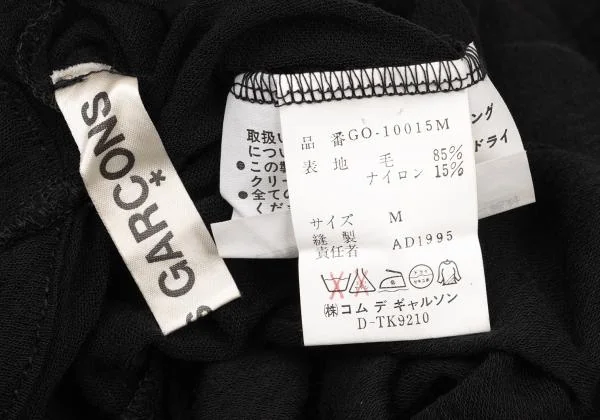 GARCONS*
取扱い
につい
●この製
クリー
●全ての
くだ
ング
ドライ
品 番GO-10015M
表 地 毛 85%
ナイロン 15%
サイズ M
縫 製
責任者 AD1995
㈱コム デ ギャルソン
D-TK9210